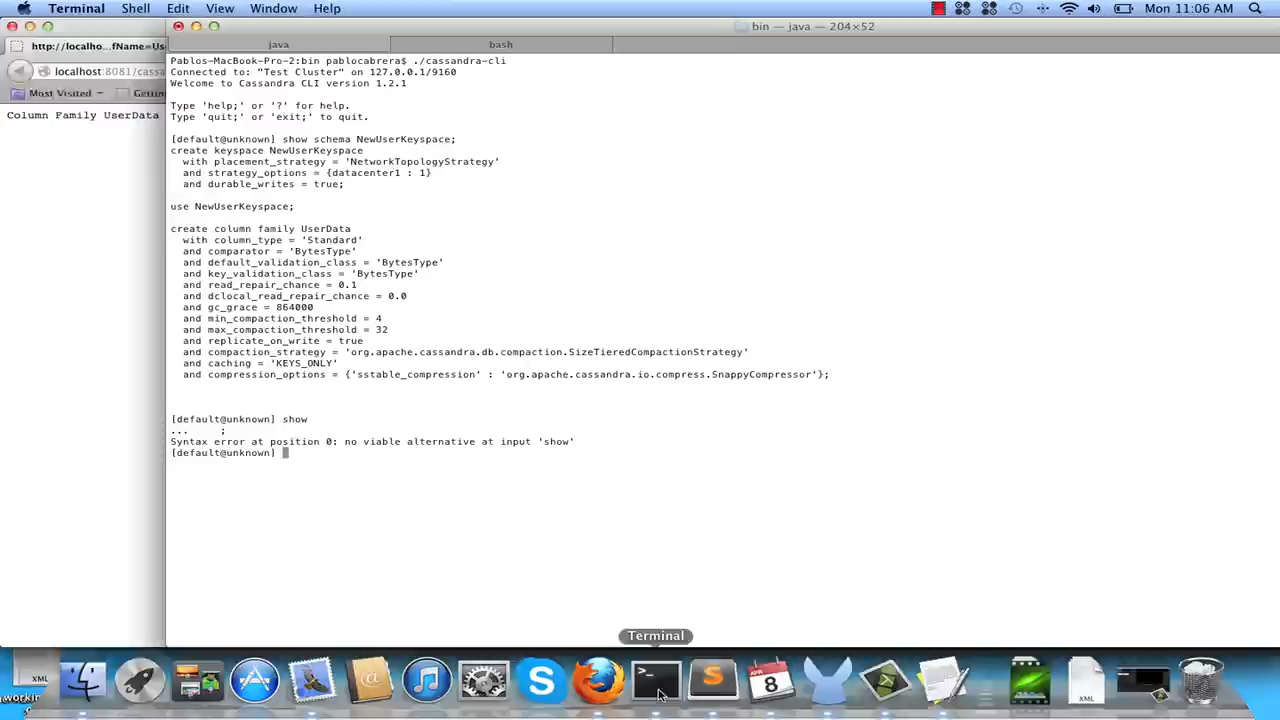 Terminal Shell Edit View Window Help
Mon 11:06 AM
bin — java — 204×52
http://localho...fName=Us
java
bash
localhost:8081/cassa
Most Visited
Getting
Column Family UserData
Pablos-MacBook-Pro-2:bin pablocabrera$ ./cassandra-cli
Connected to: "Test Cluster" on 127.0.0.1/9160
Welcome to Cassandra CLI version 1.2.1
Type 'help;' or '?' for help.
Type 'quit;' or 'exit;' to quit.
[default@unknown] show schema NewUserKeyspace;
create keyspace NewUserKeyspace
with placement_strategy = 'NetworkTopologyStrategy'
and strategy_options = {datacenter1 : 1}
and durable_writes = true;
use NewUserKeyspace;
create column family UserData
with column_type = 'Standard'
and comparator = 'BytesType'
and default_validation_class = 'BytesType'
and key_validation_class = 'BytesType'
and read_repair_chance = 0.1
and dclocal_read_repair_chance = 0.0
and gc_grace = 864000
and min_compaction_threshold = 4
and max_compaction_threshold = 32
and replicate_on_write = true
and compaction_strategy = 'org.apache.cassandra.db.compaction.SizeTieredCompactionStrategy'
and caching = 'KEYS_ONLY'
and compression_options = {'sstable_compression' : 'org.apache.cassandra.io.compress.SnappyCompressor'};
[default@unknown] show
... ;
Syntax error at position 0: no viable alternative at input 'show'
[default@unknown]
Terminal
XML
APR
8
XML